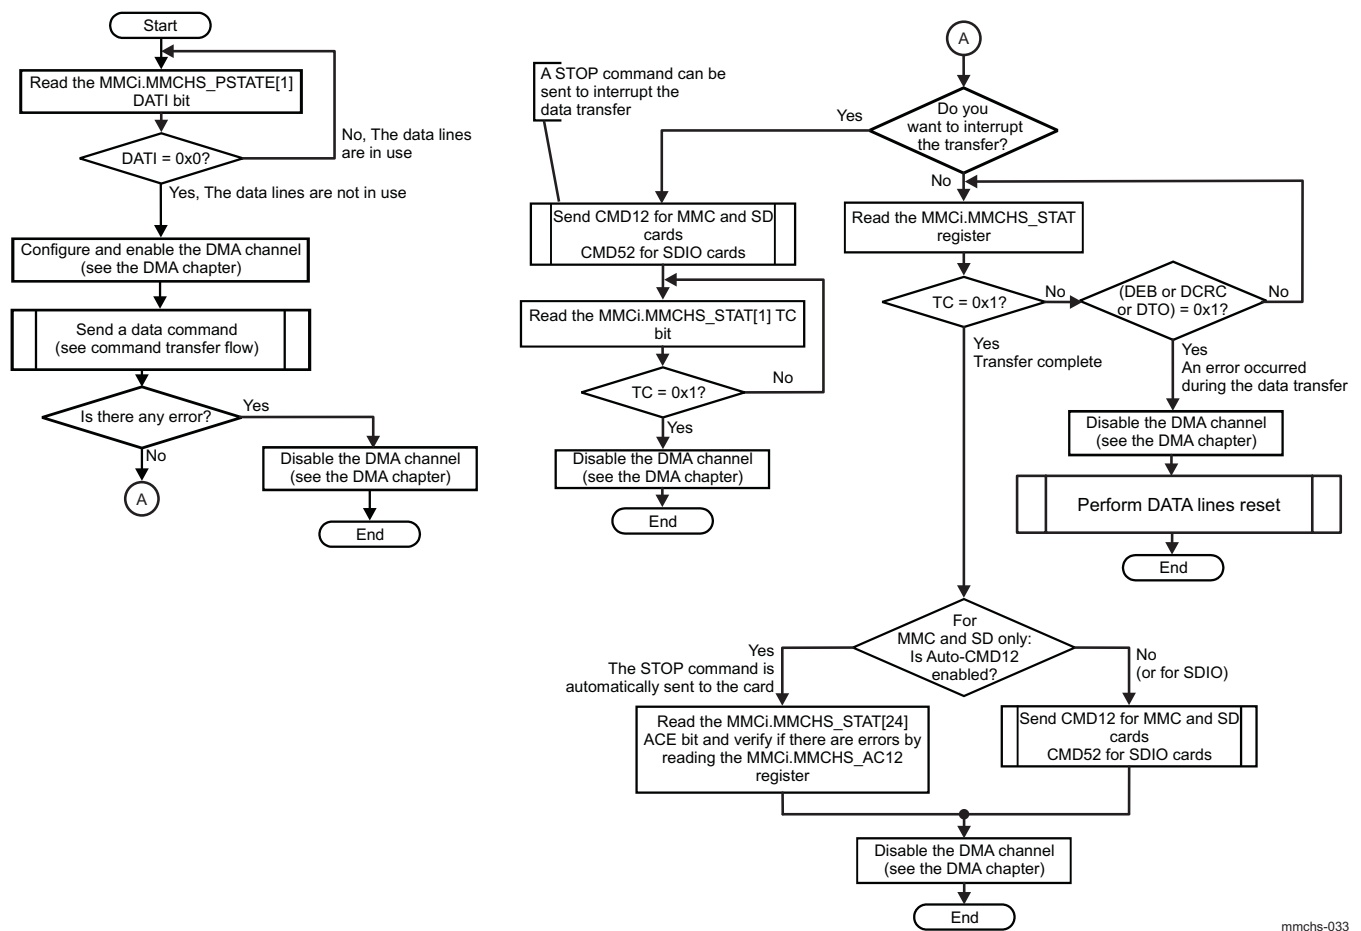 Start
Read the MMCi.MMCHS_PSTATE[1]
DATI bit
DATI = 0x0?
No, The data lines
are in use
Yes, The data lines are not in use
Configure and enable the DMA channel
(see the DMA chapter)
Send a data command
(see command transfer flow)
Is there any error?
Yes
No
A
Disable the DMA channel
(see the DMA chapter)
End
A
Do you
want to interrupt
the transfer?
Yes
No
A STOP command can be
sent to interrupt the
data transfer
Send CMD12 for MMC and SD
cards
CMD52 for SDIO cards
Read the MMCi.MMCHS_STAT[1] TC
bit
TC = 0x1?
No
Yes
Disable the DMA channel
(see the DMA chapter)
End
Read the MMCi.MMCHS_STAT
register
TC = 0x1?
No
(DEB or DCRC
or DTO) = 0x1?
No
Yes
Transfer complete
Yes
An error occurred
during the data transfer
Disable the DMA channel
(see the DMA chapter)
Perform DATA lines reset
End
For
MMC and SD only:
Is Auto-CMD12
enabled?
Yes
The STOP command is
automatically sent to the card
No
(or for SDIO)
Read the MMCi.MMCHS_STAT[24]
ACE bit and verify if there are errors by
reading the MMCi.MMCHS_AC12
register
Send CMD12 for MMC and SD
cards
CMD52 for SDIO cards
Disable the DMA channel
(see the DMA chapter)
End
mmchs-033